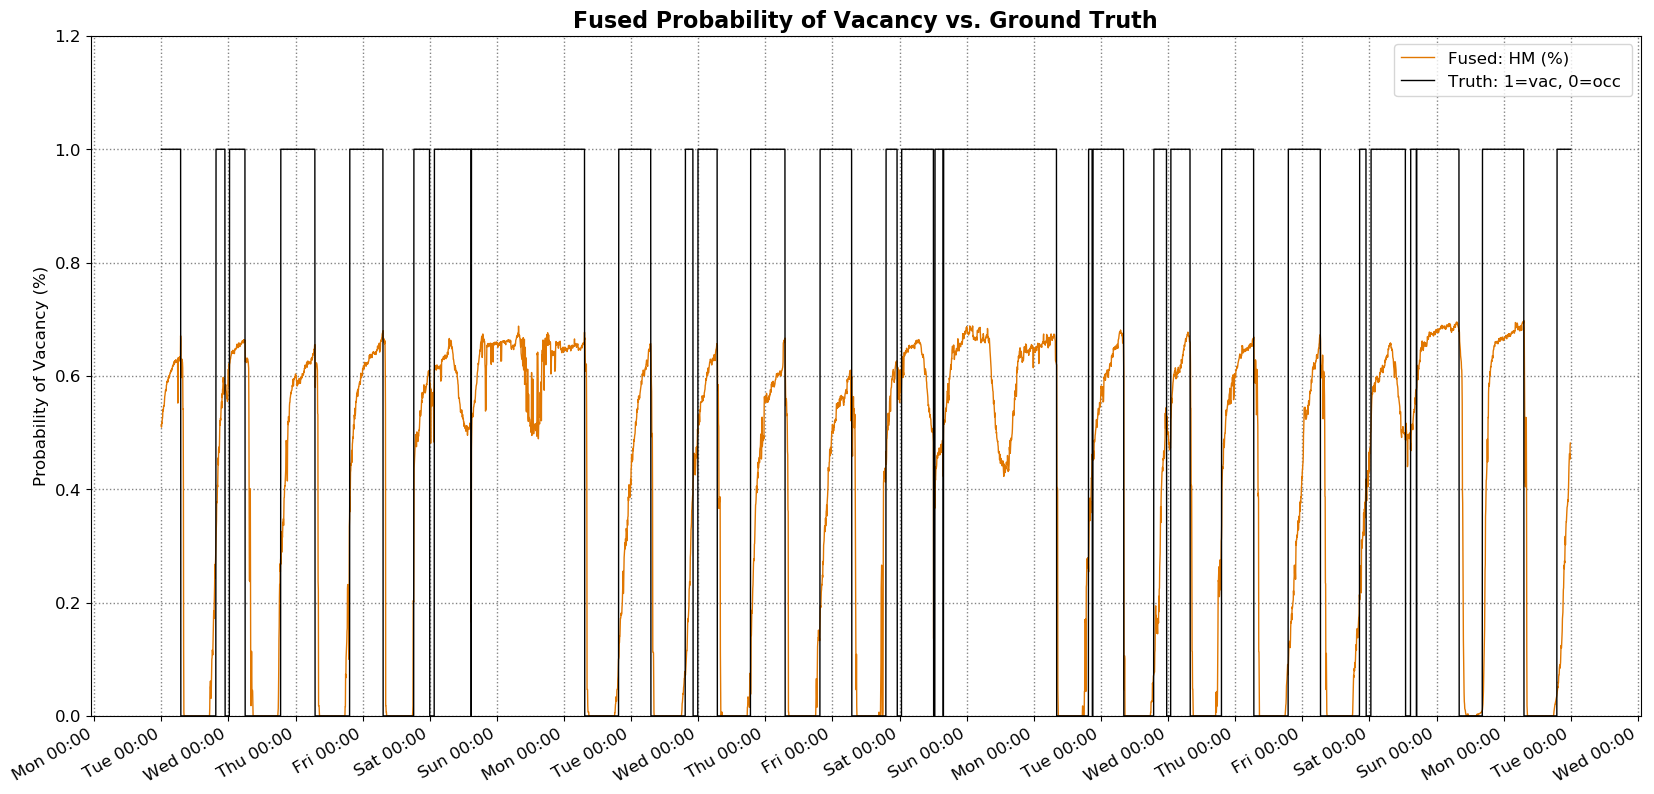 Fused Probability of Vacancy vs. Ground Truth
Fused: HM (%)
Truth: 1=vac, 0=occ
Probability of Vacancy (%)
1.2
1.0
0.8
0.6
0.4
0.2
0.0
Mon 00:00
Tue 00:00
Wed 00:00
Thu 00:00
Fri 00:00
Sat 00:00
Sun 00:00
Mon 00:00
Tue 00:00
Wed 00:00
Thu 00:00
Fri 00:00
Sat 00:00
Sun 00:00
Mon 00:00
Tue 00:00
Wed 00:00
Thu 00:00
Fri 00:00
Sat 00:00
Sun 00:00
Mon 00:00
Tue 00:00
Wed 00:00